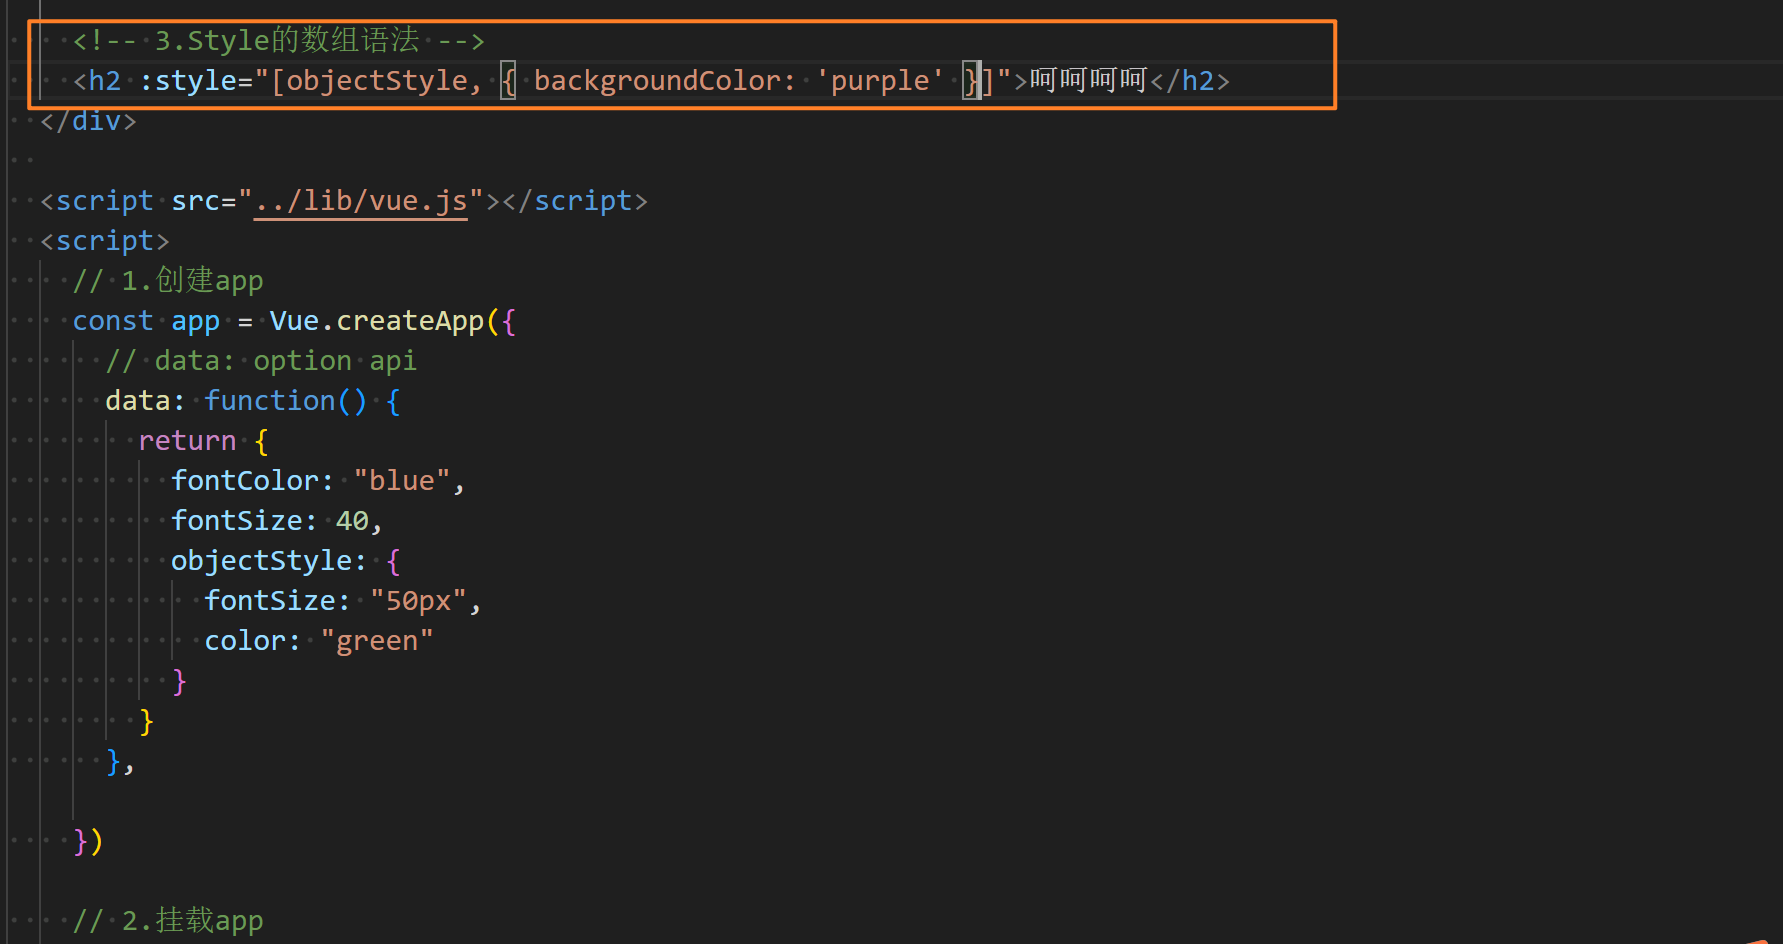 <!-- 3.Style的数组语法 -->
<h2 :style="[objectStyle, { backgroundColor: 'purple' }]">呵呵呵呵</h2>
</div>
<script src="../lib/vue.js"></script>
<script>
// 1.创建app
const app = Vue.createApp({
// data: option api
data: function() {
return {
fontColor: "blue",
fontSize: 40,
objectStyle: {
fontSize: "50px",
color: "green"
}
}
},
})
// 2.挂载app